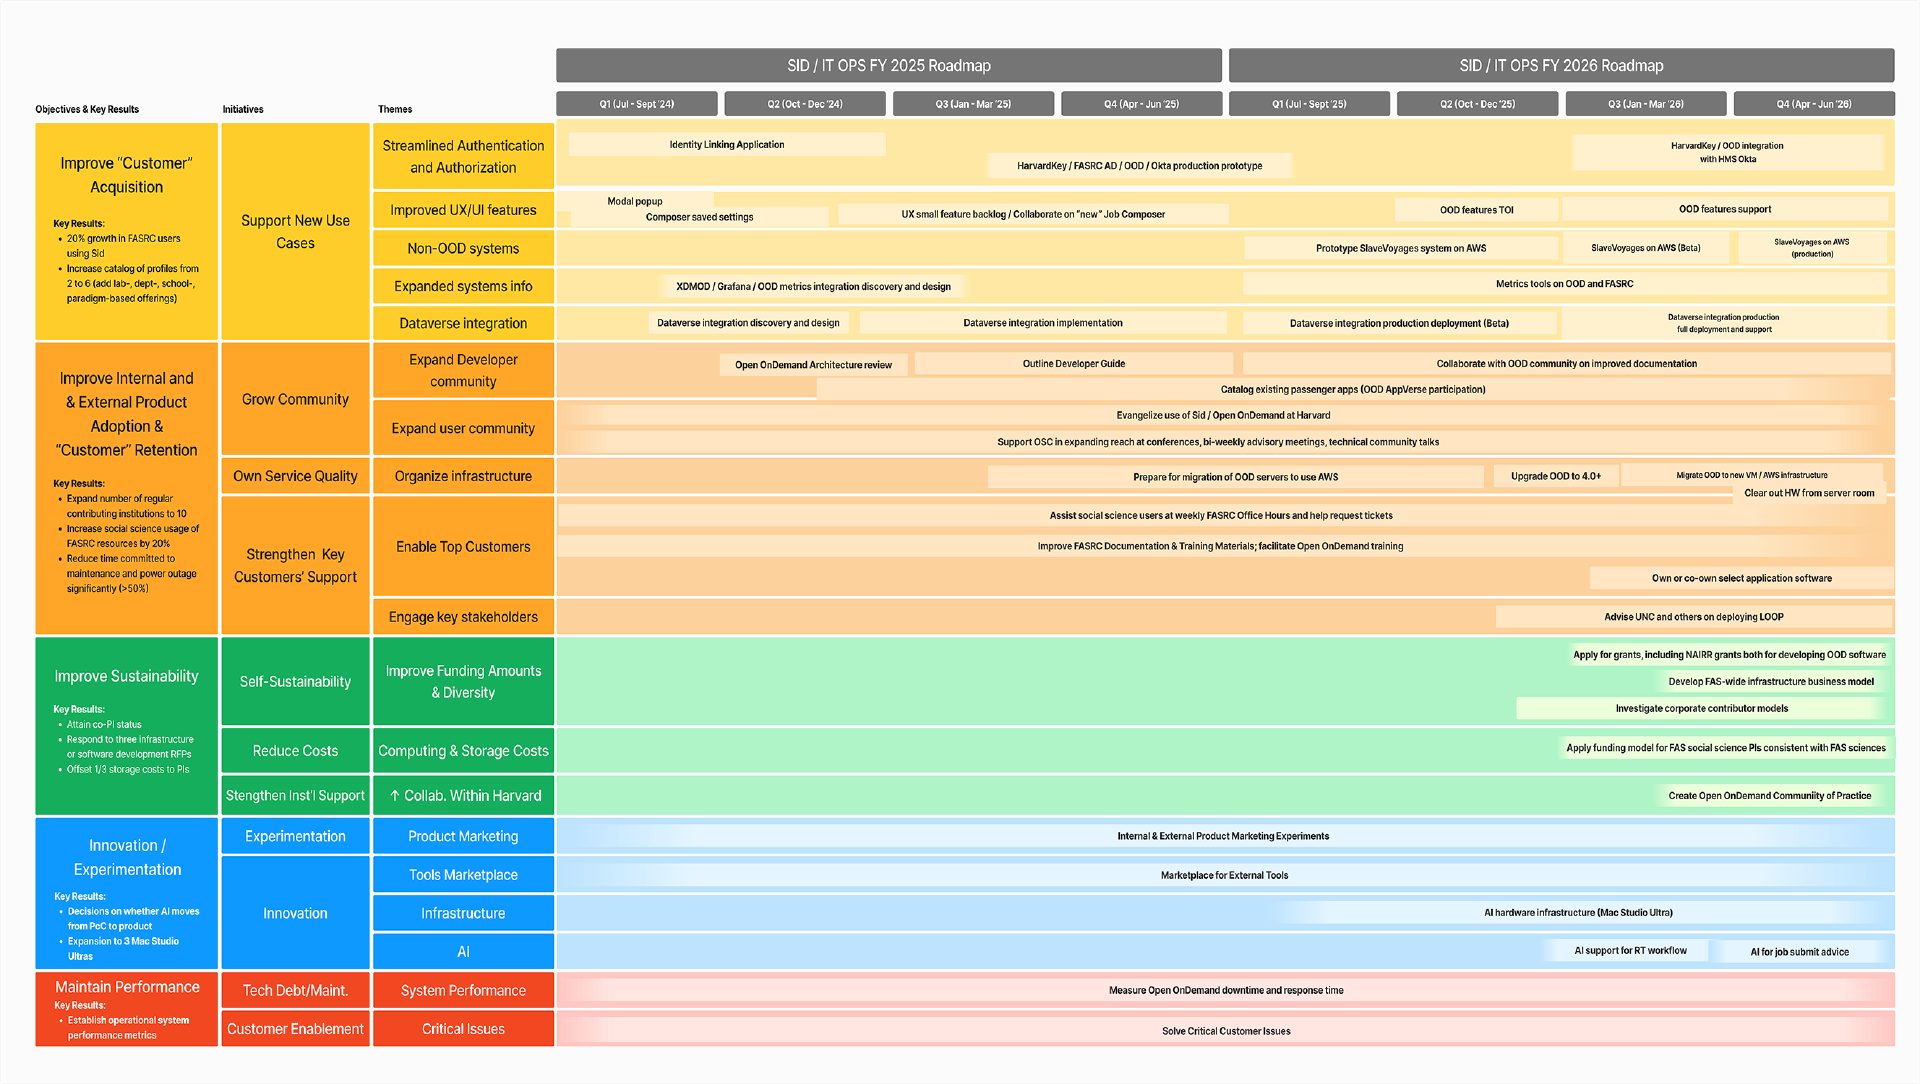 SID / IT OPS FY 2025 Roadmap
SID / IT OPS FY 2026 Roadmap
Objectives & Key Results
Initiatives
Themes
Q1 (Jul - Sept '24)
Q2 (Oct - Dec '24)
Q3 (Jan - Mar '25)
Q4 (Apr - Jun '25)
Q1 (Jul - Sept '25)
Q2 (Oct - Dec '25)
Q3 (Jan - Mar '26)
Q4 (Apr - Jun '26)
Improve "Customer"
Acquisition
Key Results:
• 20% growth in FASRC users
using Sid
• Increase catalog of profiles from
2 to 6 (add lab-, dept-, school-,
paradigm-based offerings)
Support New Use
Cases
Streamlined Authentication
and Authorization
Identity Linking Application
HarvardKey / FASRC AD / OOD / Okta production prototype
HarvardKey / OOD integration
with HMS Okta
Improved UX/UI features
Modal popup
Composer saved settings
UX small feature backlog / Collaborate on "new" Job Composer
OOD features TOI
OOD features support
Non-OOD systems
Prototype SlaveVoyages system on AWS
SlaveVoyages on AWS (Beta)
SlaveVoyages on AWS
(production)
Expanded systems info
XDMOD / Grafana / OOD metrics integration discovery and design
Metrics tools on OOD and FASRC
Dataverse integration
Dataverse integration discovery and design
Dataverse integration implementation
Dataverse integration production deployment (Beta)
Dataverse integration production
full deployment and support
Improve Internal and
& External Product
Adoption &
"Customer" Retention
Key Results:
• Expand number of regular
contributing institutions to 10
• Increase social science usage of
FASRC resources by 20%
• Reduce time committed to
maintenance and power outage
significantly (>50%)
Grow Community
Expand Developer
community
Open OnDemand Architecture review
Outline Developer Guide
Collaborate with OOD community on improved documentation
Catalog existing passenger apps (OOD AppVerse participation)
Expand user community
Evangelize use of Sid / Open OnDemand at Harvard
Support OSC in expanding reach at conferences, bi-weekly advisory meetings, technical community talks
Own Service Quality
Organize infrastructure
Prepare for migration of OOD servers to use AWS
Upgrade OOD to 4.0+
Migrate OOD to new VM / AWS infrastructure
Clear out HW from server room
Strengthen Key
Customers' Support
Enable Top Customers
Assist social science users at weekly FASRC Office Hours and help request tickets
Improve FASRC Documentation & Training Materials; facilitate Open OnDemand training
Own or co-own select application software
Engage key stakeholders
Advise UNC and others on deploying LOOP
Improve Sustainability
Key Results:
• Attain co-PI status
• Respond to three infrastructure
or software development RFPs
• Offset 1/3 storage costs to PIs
Self-Sustainability
Improve Funding Amounts
& Diversity
Apply for grants, including NAIRR grants both for developing OOD software
Develop FAS-wide infrastructure business model
Investigate corporate contributor models
Reduce Costs
Computing & Storage Costs
Apply funding model for FAS social science PIs consistent with FAS sciences
Stengthen Inst'l Support
↑ Collab. Within Harvard
Create Open OnDemand Communiity of Practice
Innovation /
Experimentation
Key Results:
• Decisions on whether AI moves
from PcC to product
• Expansion to 3 Mac Studio
Ultras
Experimentation
Product Marketing
Internal & External Product Marketing Experiments
Innovation
Tools Marketplace
Marketplace for External Tools
Infrastructure
AI hardware infrastructure (Mac Studio Ultra)
AI
AI support for RT workflow
AI for job submit advice
Maintain Performance
Key Results:
• Establish operational system
performance metrics
Tech Debt/Maint.
System Performance
Measure Open OnDemand downtime and response time
Customer Enablement
Critical Issues
Solve Critical Customer Issues